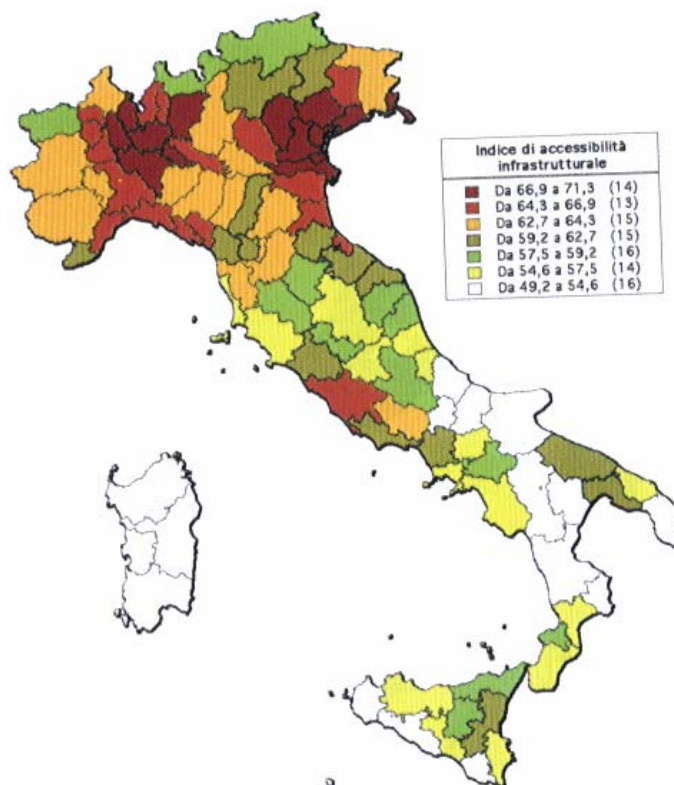 Indice di accessibilità
infrastrutturale
Da 66,9 a 71,3 (14)
Da 64,3 a 66,9 (13)
Da 62,7 a 64,3 (15)
Da 59,2 a 62,7 (15)
Da 57,5 a 59,2 (16)
Da 54,6 a 57,5 (14)
Da 49,2 a 54,6 (16)